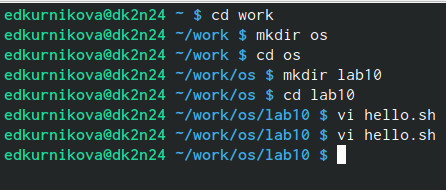 edkurnikova@dk2n24 ~ $ cd work
edkurnikova@dk2n24 ~/work $ mkdir os
edkurnikova@dk2n24 ~/work $ cd os
edkurnikova@dk2n24 ~/work/os $ mkdir lab10
edkurnikova@dk2n24 ~/work/os $ cd lab10
edkurnikova@dk2n24 ~/work/os/lab10 $ vi hello.sh
edkurnikova@dk2n24 ~/work/os/lab10 $ vi hello.sh
edkurnikova@dk2n24 ~/work/os/lab10 $